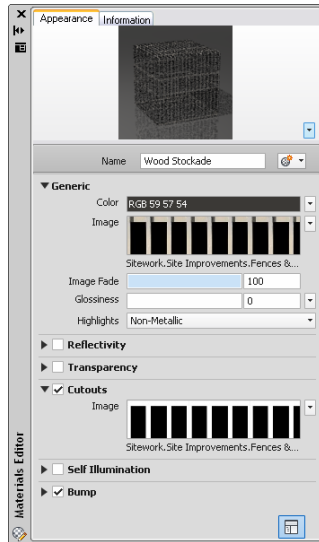 Appearance Information
Name Wood Stockade
Generic
Color RGB 59 57 54
Image
Sitework.Site Improvements.Fences &...
Image Fade 100
Glossiness 0
Highlights Non-Metallic
Reflectivity
Transparency
Cutouts
Image
Sitework.Site Improvements.Fences &...
Self Illumination
Bump
Materials Editor